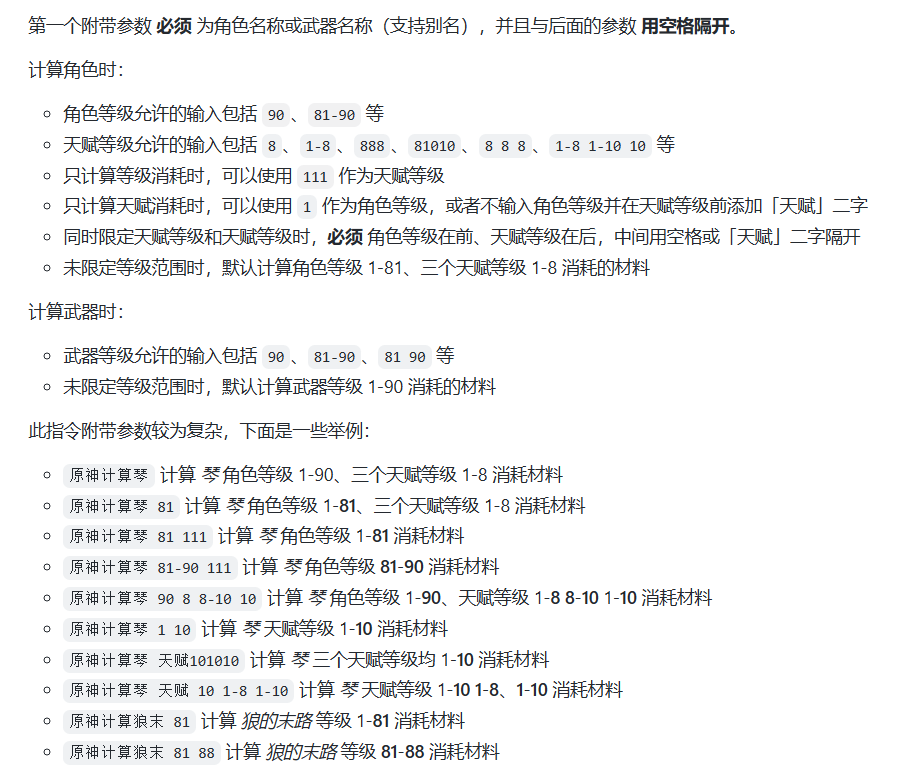 第一个附带参数 必须 为角色名称或武器名称（支持别名），并且与后面的参数 用空格隔开。
计算角色时：
角色等级允许的输入包括 90 、 81-90 等
天赋等级允许的输入包括 8 、 1-8 、 888 、 81010 、 8 8 8 、 1-8 1-10 10 等
只计算等级消耗时，可以使用 111 作为天赋等级
只计算天赋消耗时，可以使用 1 作为角色等级，或者不输入角色等级并在天赋等级前添加「天赋」二字
同时限定天赋等级和天赋等级时，必须 角色等级在前、天赋等级在后，中间用空格或「天赋」二字隔开
未限定等级范围时，默认计算角色等级 1-81、三个天赋等级 1-8 消耗的材料
计算武器时：
武器等级允许的输入包括 90 、 81-90 、 81 90 等
未限定等级范围时，默认计算武器等级 1-90 消耗的材料
此指令附带参数较为复杂，下面是一些举例：
原神计算琴 计算 琴 角色等级 1-90、三个天赋等级 1-8 消耗材料
原神计算琴 81 计算 琴 角色等级 1-81、三个天赋等级 1-8 消耗材料
原神计算琴 81 111 计算 琴 角色等级 1-81 消耗材料
原神计算琴 81-90 111 计算 琴 角色等级 81-90 消耗材料
原神计算琴 90 8 8-10 10 计算 琴 角色等级 1-90、天赋等级 1-8 8-10 1-10 消耗材料
原神计算琴 1 10 计算 琴 天赋等级 1-10 消耗材料
原神计算琴 天赋101010 计算 琴 三个天赋等级均 1-10 消耗材料
原神计算琴 天赋 10 1-8 1-10 计算 琴 天赋等级 1-10 1-8、1-10 消耗材料
原神计算狼末 81 计算 狼的末路 等级 1-81 消耗材料
原神计算狼末 81 88 计算 狼的末路 等级 81-88 消耗材料